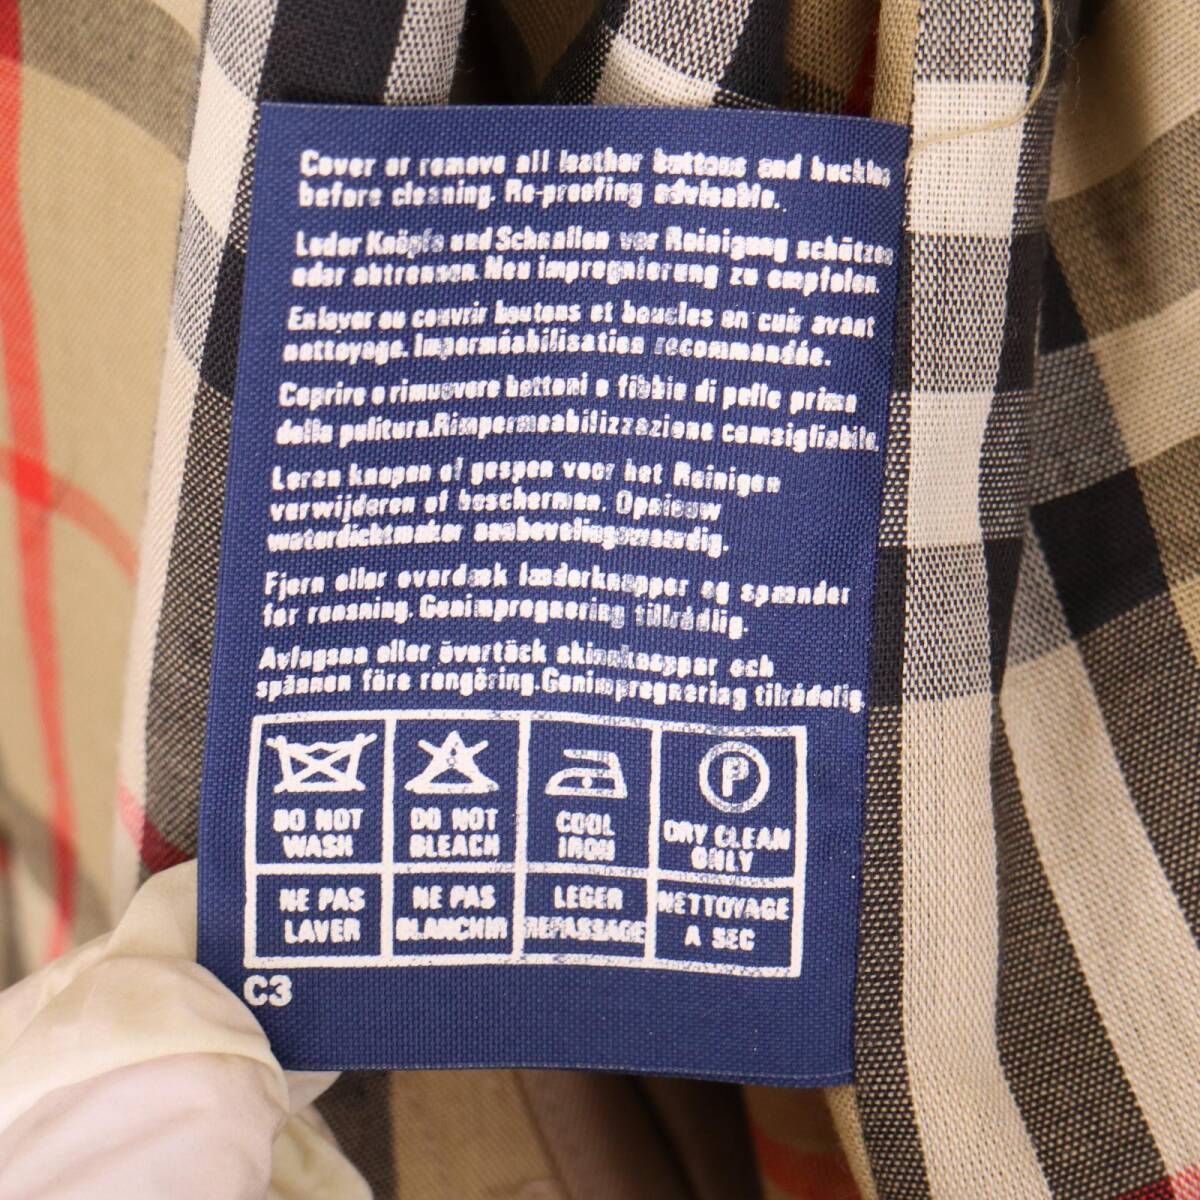 Cover or remove all leather buttons and buckles
before cleaning. Re-proofing advisable.
Leder Knöpfe und Schnallen vor Reinigung schützen
oder abtrennen. Neu impregnierung zu empfolen.
Enlever ou couvrir boutons et boucles en cuir avant
nettoyage. Imperméabilisation recommandée.
Coprire o rimuovere bottoni o fibbie di pelle prima
della pulitura. Rimpermeabilizzazione consigliabile.
Leren knopen of gespen voor het Reinigen
verwijderen of beschermen. Opnieuw
waterdichtmaker aanbevelingswaardig.
Fjern eller overdæk læderknapper og spænder
før rensning. Genimpregnering tilrådlig.
Avlägsna eller övertäck skinnknappar och
spännen före rengöring. Genimpregnering tilrådelig.
P
DO NOT
WASH
DO NOT
BLEACH
COOL
IRON
DRY CLEAN
ONLY
NE PAS
LAVER
NE PAS
BLANCHIR
LEGER
REPASSAGE
NETTOYAGE
A SEC
C3